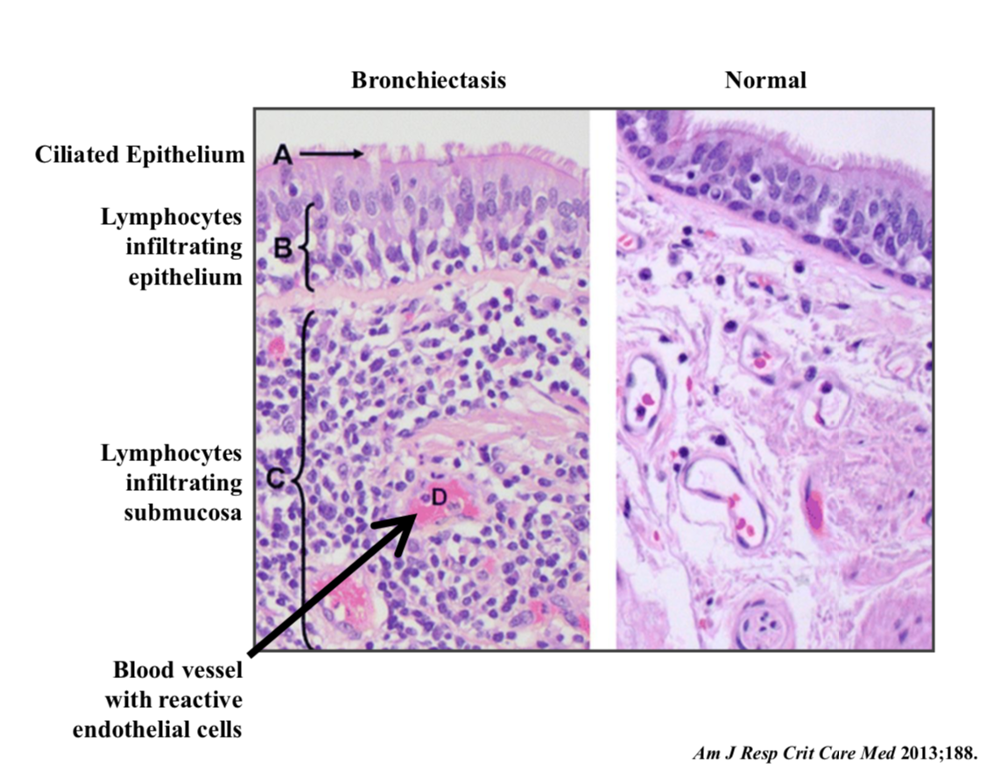 Bronchiectasis
Normal
Ciliated Epithelium
A
Lymphocytes
infiltrating
epithelium
B
Lymphocytes
infiltrating
submucosa
C
D
Blood vessel
with reactive
endothelial cells
Am J Resp Crit Care Med 2013;188.